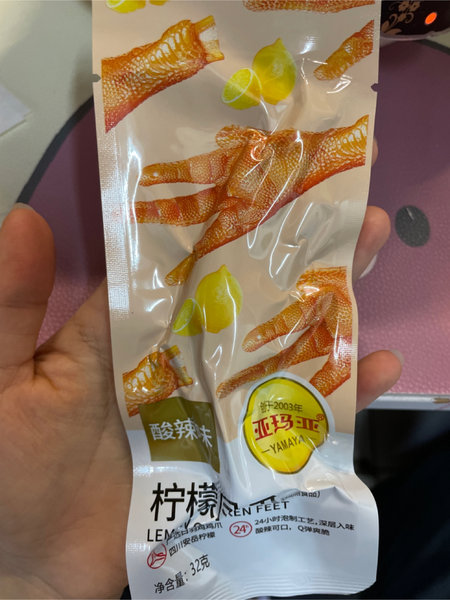 酸辣味
创于2003年
亚玛亚
—YAMAYA—
柠檬
LEM EN FEET
24小时泡制工艺,深层入味
酸辣可口,Q弹爽脆
24
四川安岳柠檬
净含量:32克